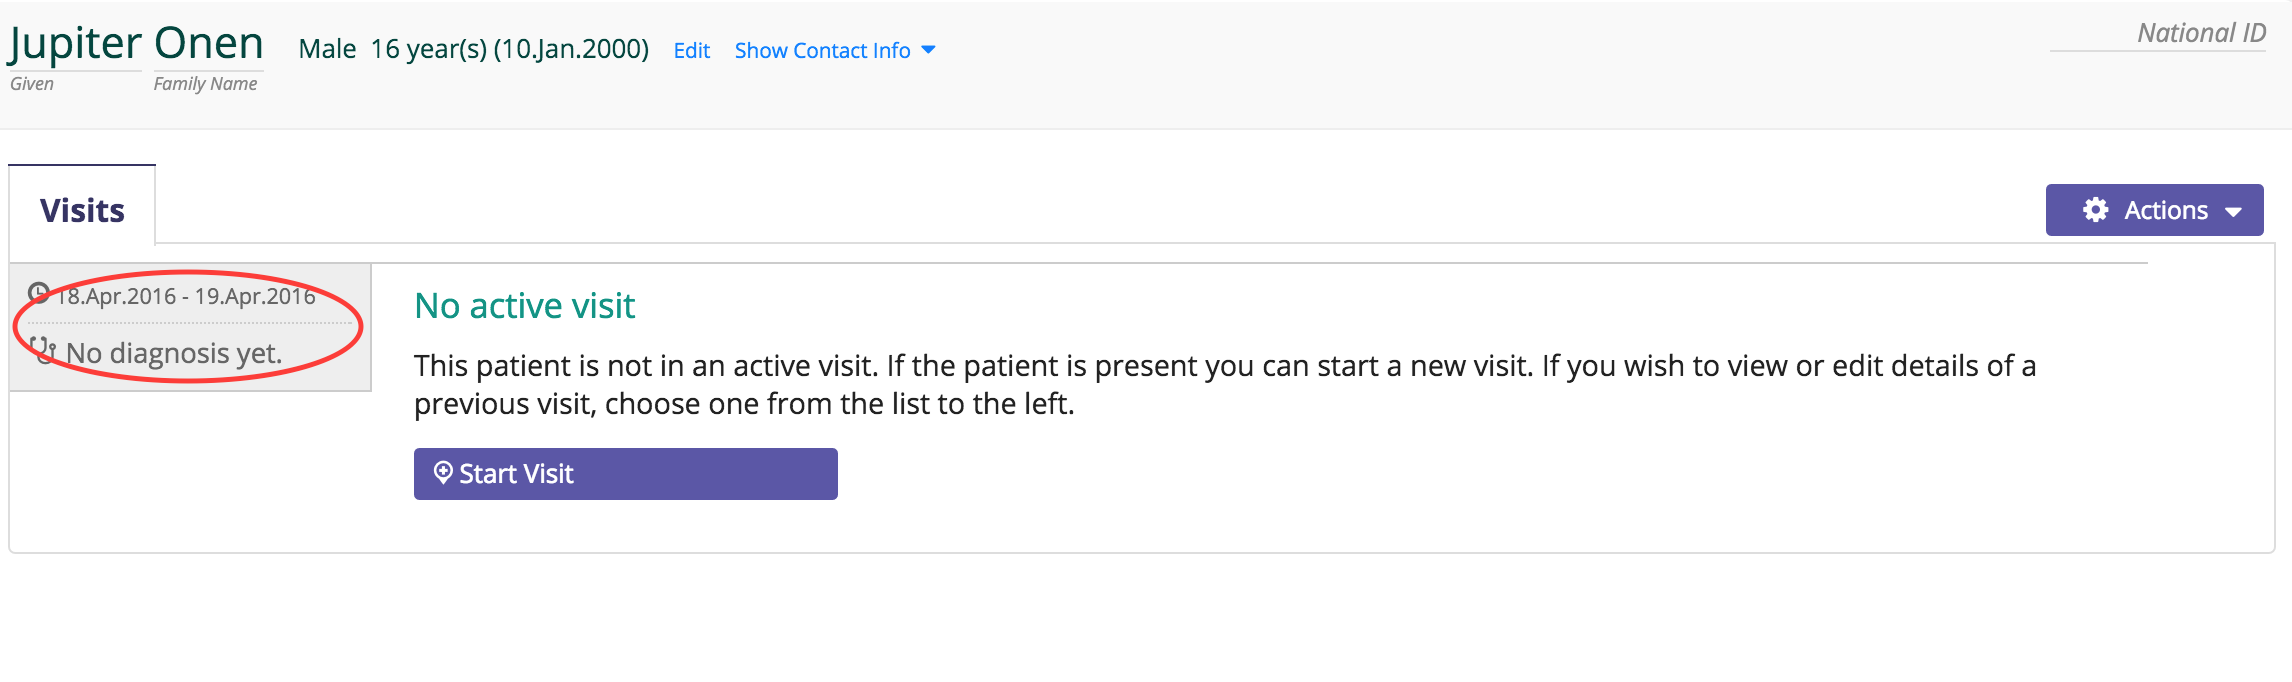 Jupiter Onen Male 16 year(s) (10.Jan.2000) Edit Show Contact Info
Given Family Name
National ID
Visits
Actions
18.Apr.2016 - 19.Apr.2016
No diagnosis yet.
No active visit
This patient is not in an active visit. If the patient is present you can start a new visit. If you wish to view or edit details of a
previous visit, choose one from the list to the left.
Start Visit